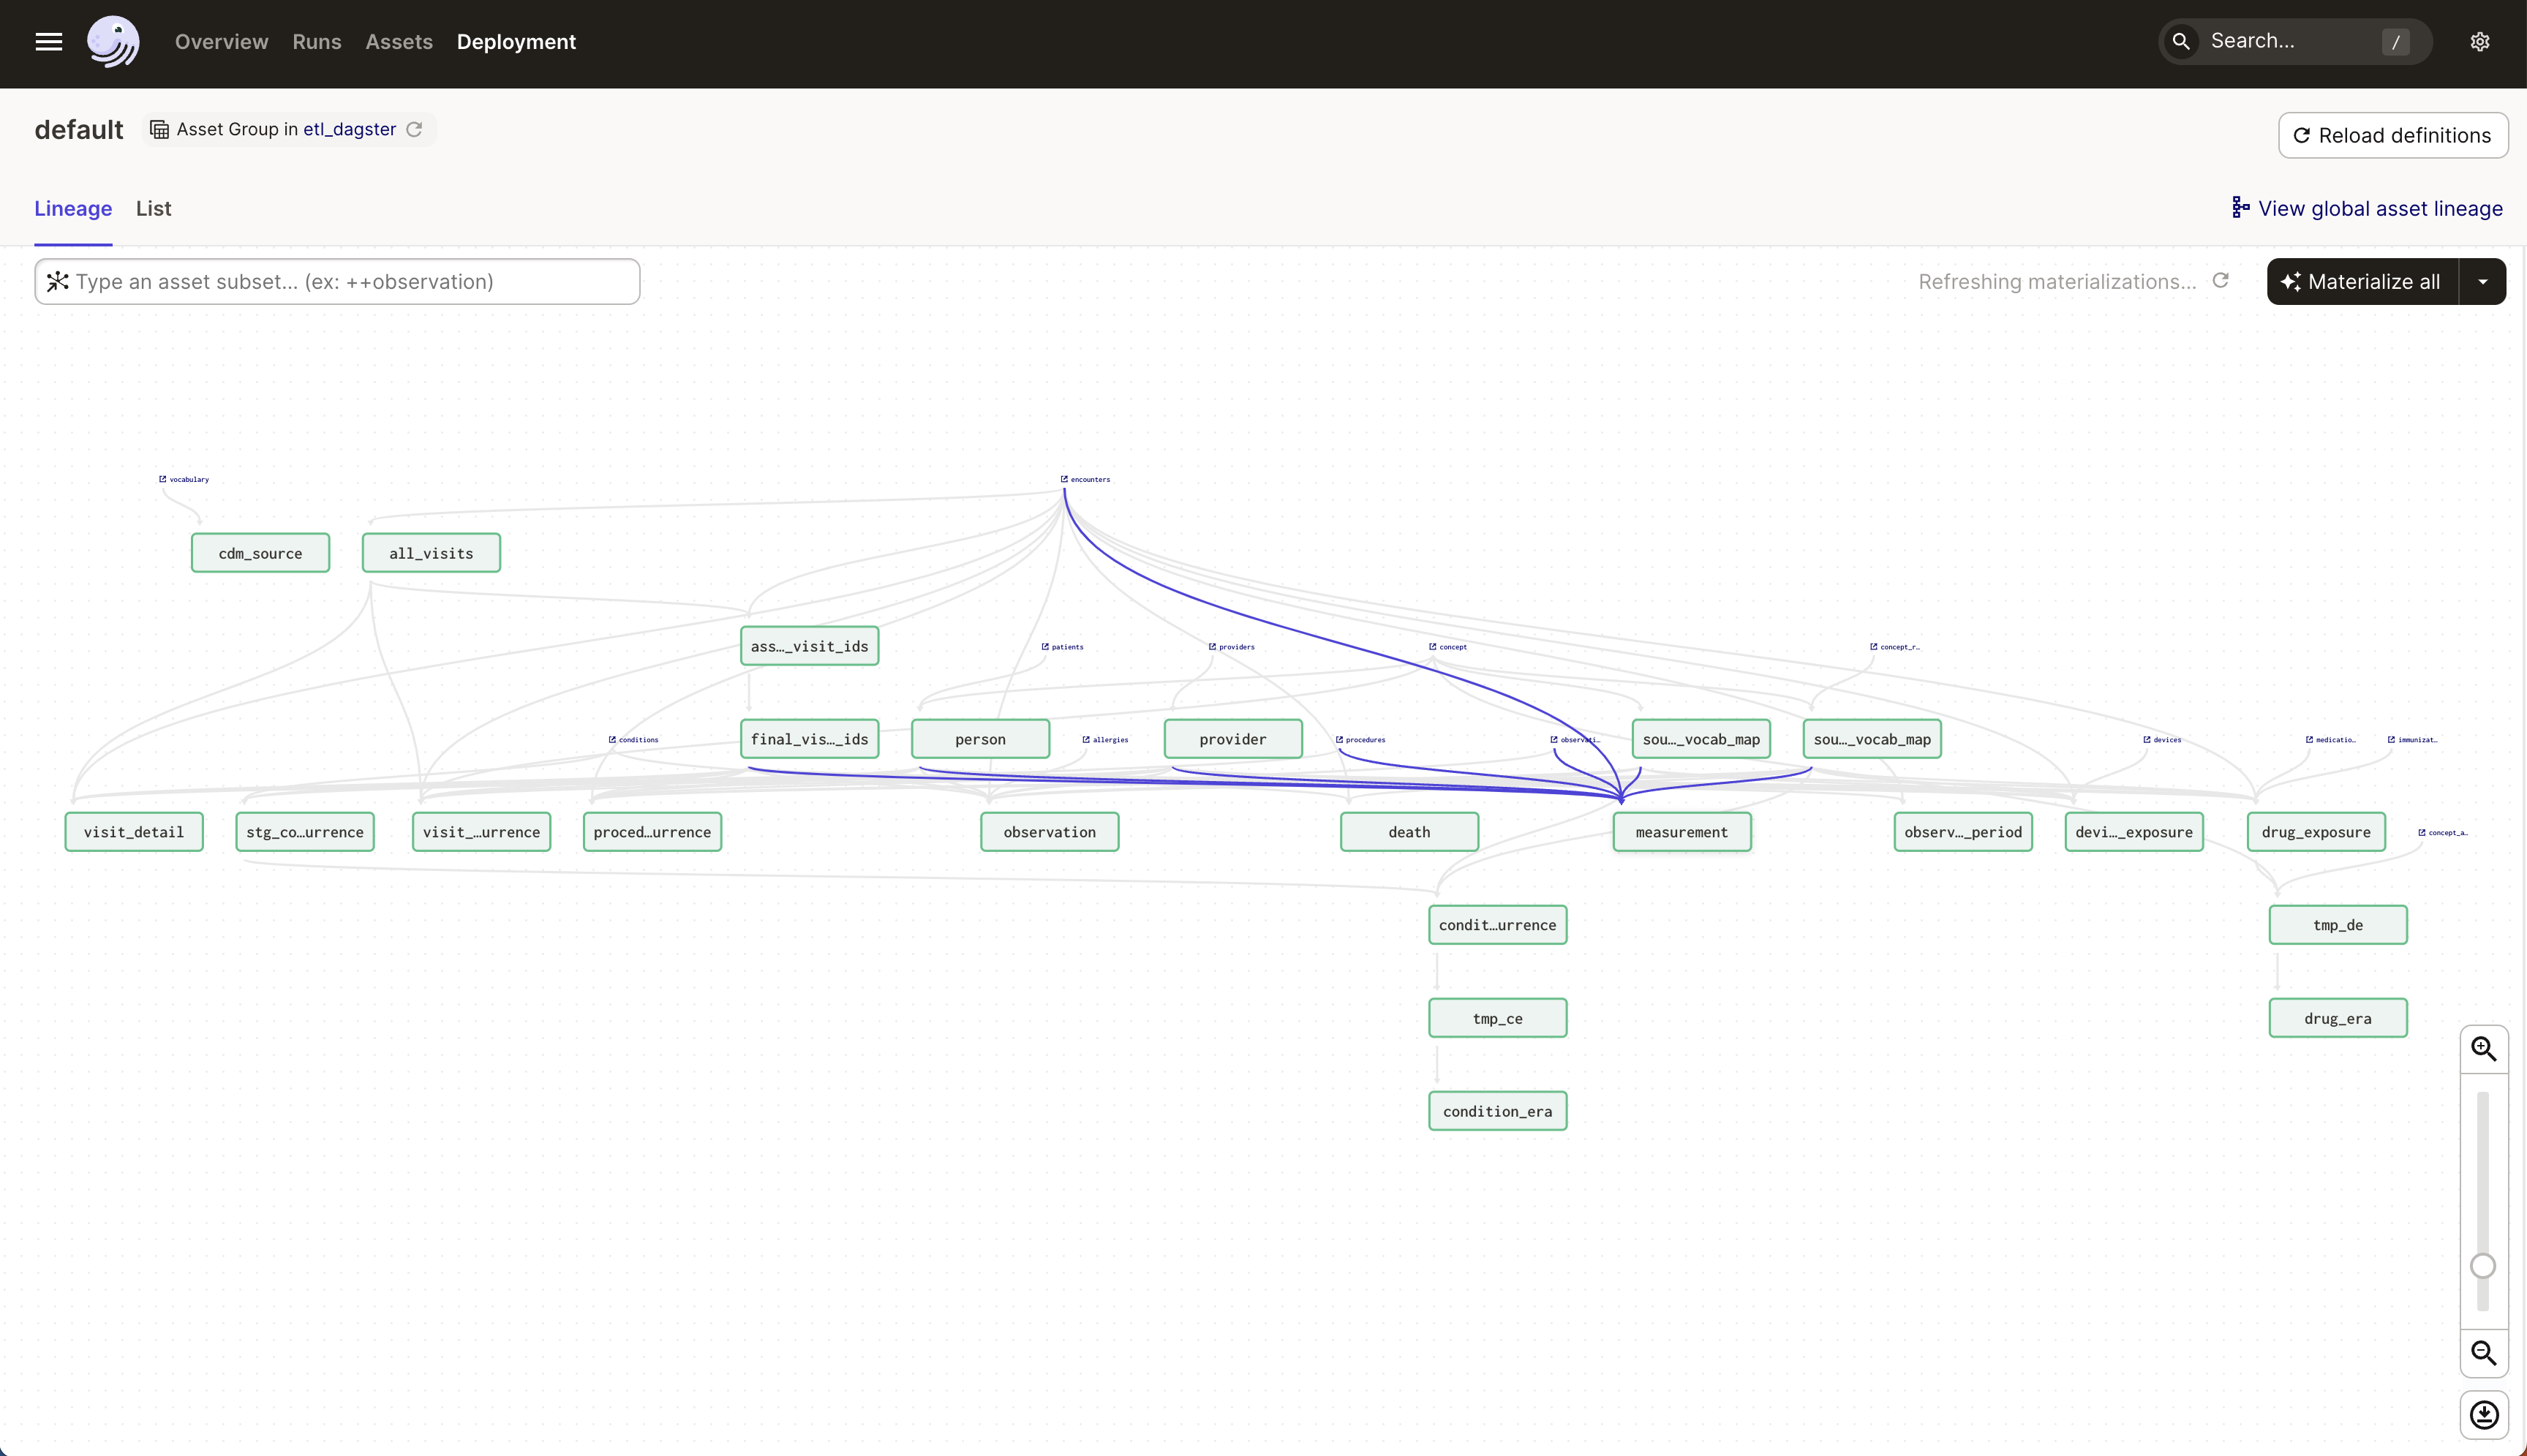 Overview Runs Assets Deployment
Search... /
default Asset Group in etl_dagster
Reload definitions
Lineage List
View global asset lineage
Type an asset subset... (ex: ++observation)
Refreshing materializations...
Materialize all
vocabulary
encounters
cdm_source
all_visits
ass…_visit_ids
patients
providers
concept
concept_r…
conditions
final_vis…_ids
person
allergies
provider
procedures
observati…
sou…_vocab_map
sou…_vocab_map
devices
medicatio…
immunizat…
visit_detail
stg_co…urrence
visit_…urrence
proced…urrence
observation
death
measurement
observ…_period
devi…_exposure
drug_exposure
concept_a…
condit…urrence
tmp_de
tmp_ce
drug_era
condition_era